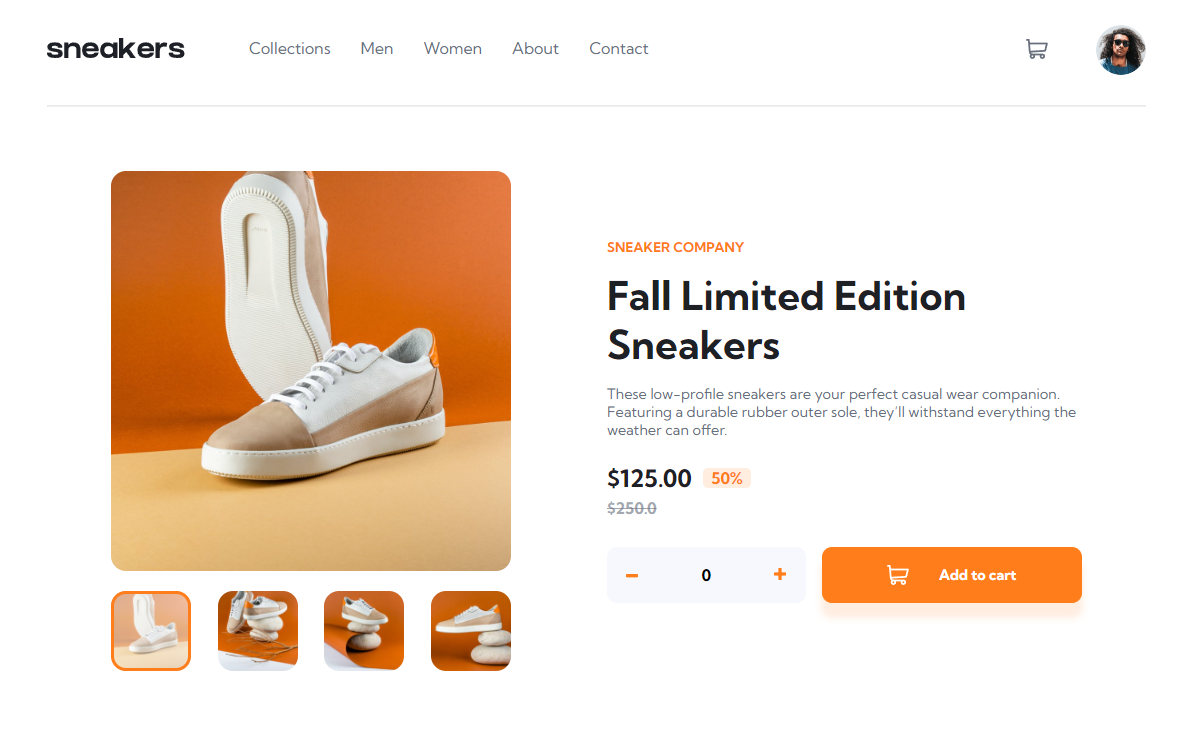 sneakers
Collections Men Women About Contact
SNEAKER COMPANY
Fall Limited Edition
Sneakers
These low-profile sneakers are your perfect casual wear companion.
Featuring a durable rubber outer sole, they'll withstand everything the
weather can offer.
$125.00 50%
$250.0
0
Add to cart